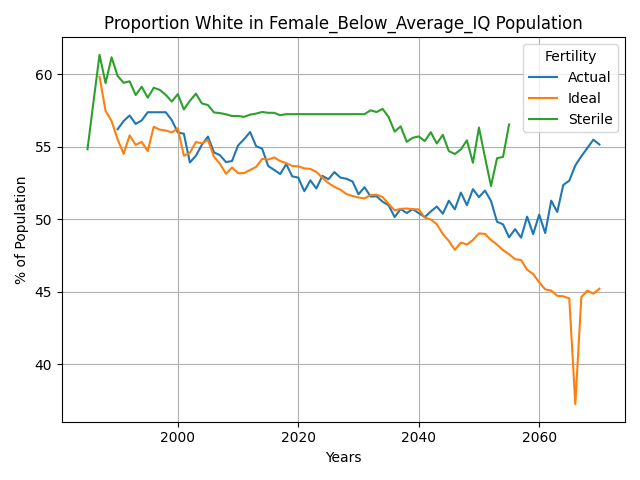 Proportion White in Female_Below_Average_IQ Population
Fertility
Actual
Ideal
Sterile
% of Population
60
55
50
45
40
2000
2020
2040
2060
Years